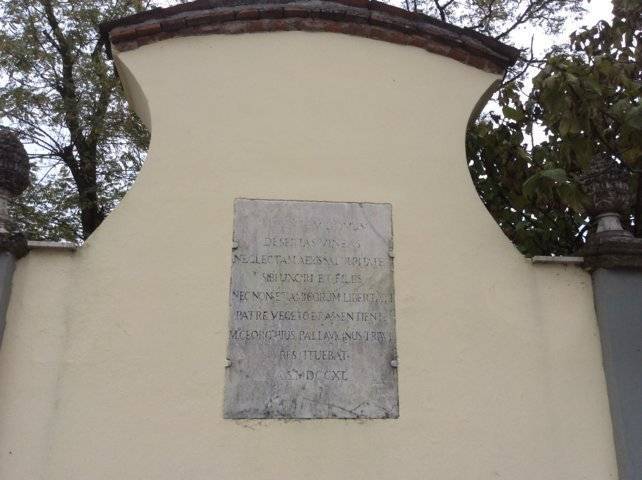 DESERTAS VINEAS
NEGLECTAM
SIBI UXORI ET FILIIS
NEC NON ET AMICORUM LIBERTATI
PATRE VEGETO ET ASSENTIENTE
M. GEORGHIUS PALLAVICINUS
RESTITUEBAT
A.S. MDCCXL